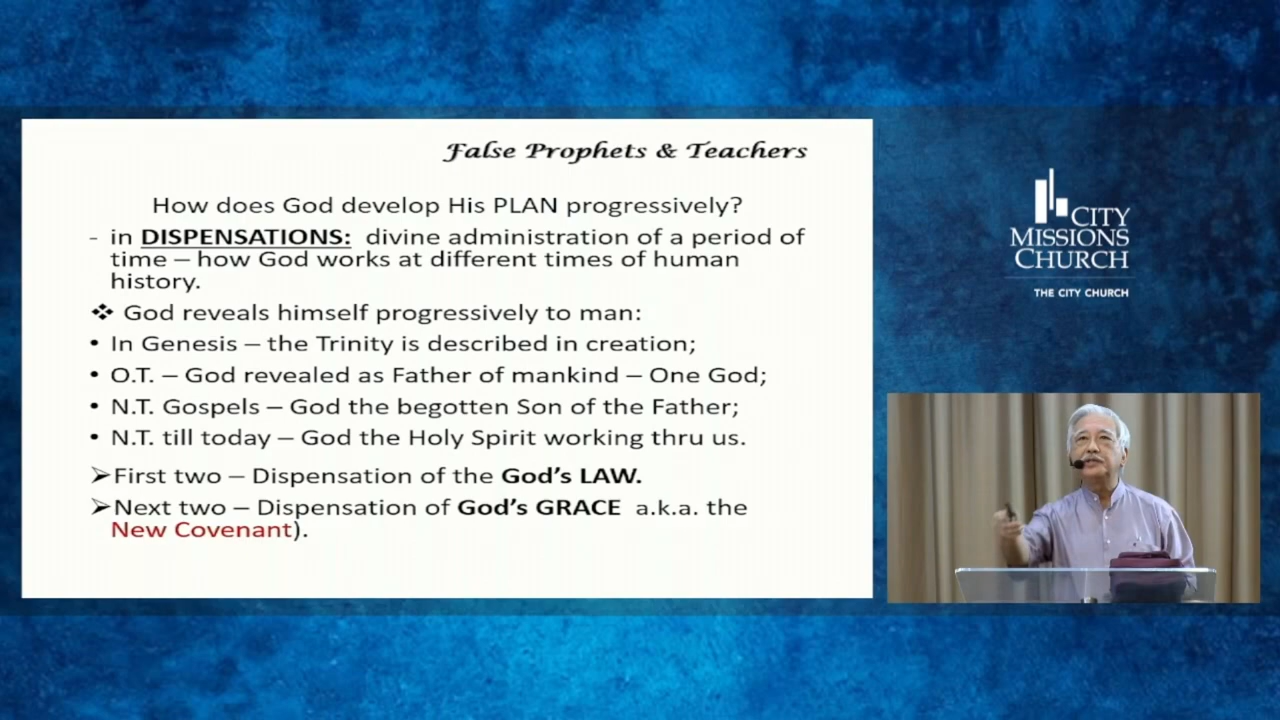 False Prophets & Teachers
How does God develop His PLAN progressively?
- in DISPENSATIONS: divine administration of a period of
time – how God works at different times of human
history.
❖ God reveals himself progressively to man:
• In Genesis – the Trinity is described in creation;
• O.T. – God revealed as Father of mankind – One God;
• N.T. Gospels – God the begotten Son of the Father;
• N.T. till today – God the Holy Spirit working thru us.
➢First two – Dispensation of the God's LAW.
➢Next two – Dispensation of God's GRACE a.k.a. the
New Covenant).
CITY
MISSIONS
CHURCH
THE CITY CHURCH